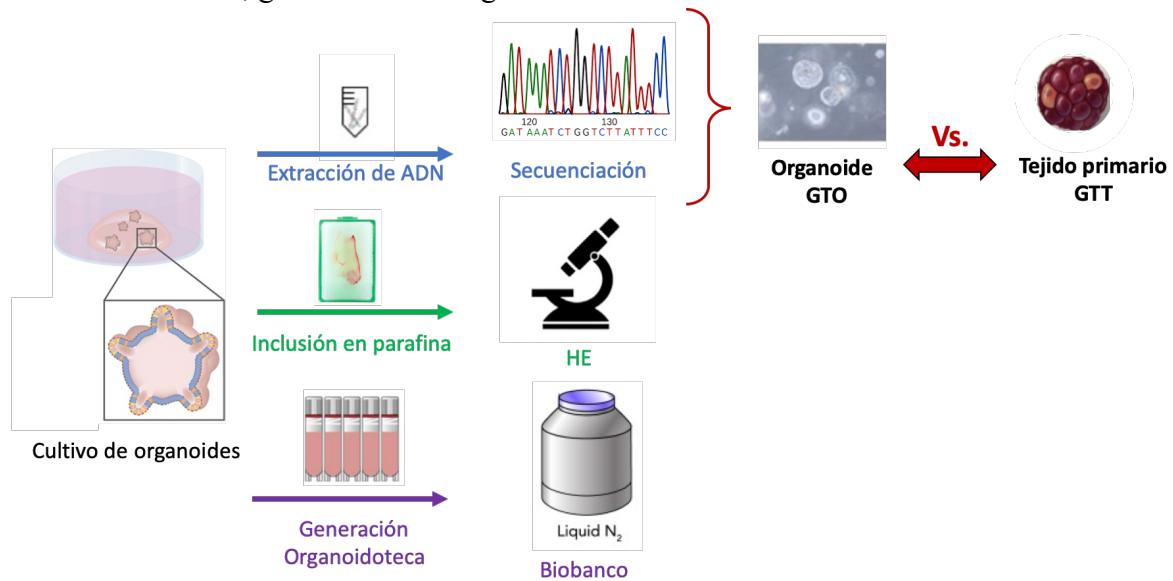 120
130
GATAAATCTGGTCTTATTTCC
Extracción de ADN
Secuenciación
Organoide
GTO
Vs.
Tejido primario
GTT
Inclusión en parafina
HE
Cultivo de organoides
Generación
Organoidoteca
Liquid N2
Biobanco